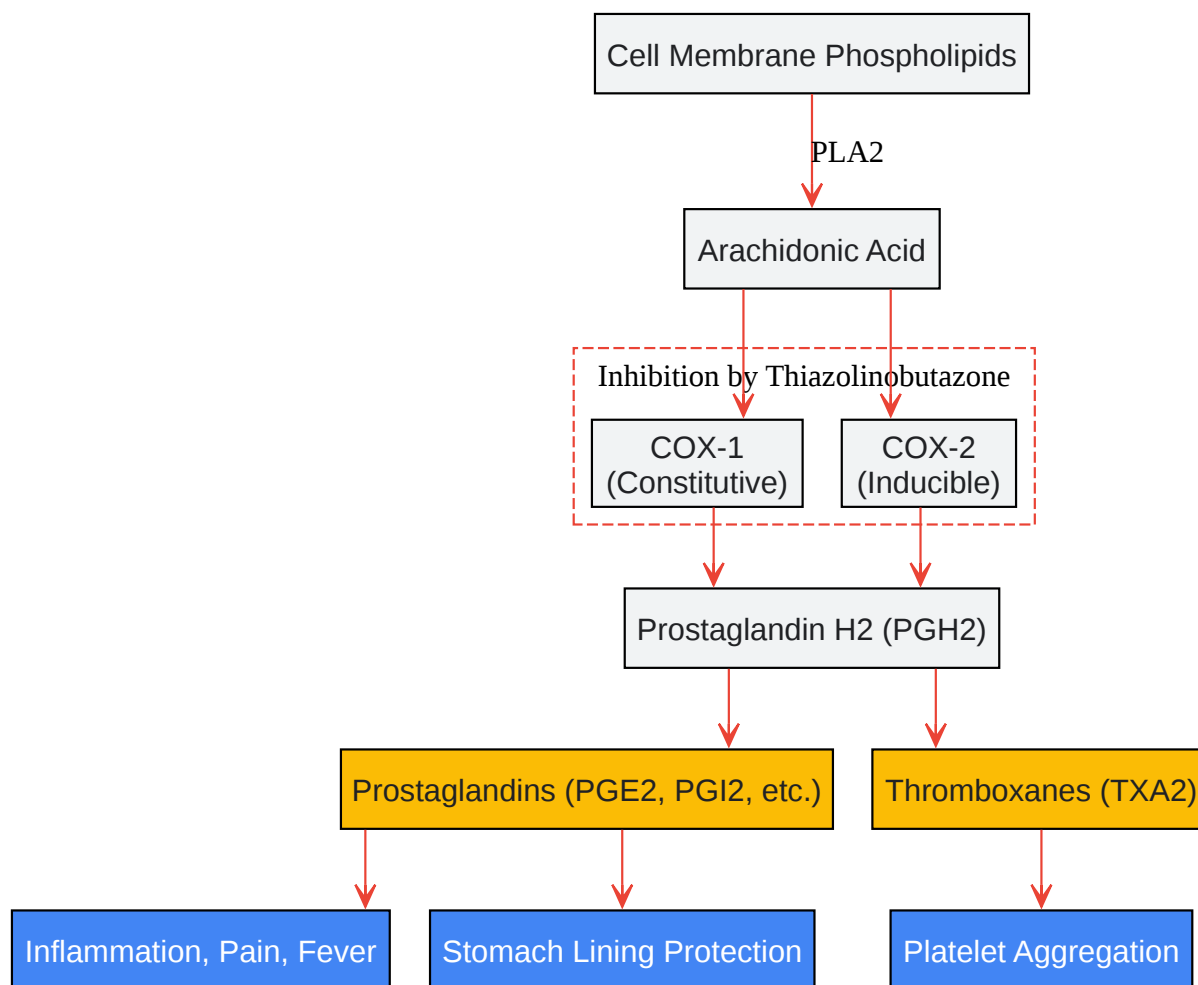 Cell Membrane Phospholipids
PLA2
Arachidonic Acid
Inhibition by Thiazolinobutazone
COX-1
(Constitutive)
COX-2
(Inducible)
Prostaglandin H2 (PGH2)
Prostaglandins (PGE2, PGI2, etc.)
Thromboxanes (TXA2)
Inflammation, Pain, Fever
Stomach Lining Protection
Platelet Aggregation